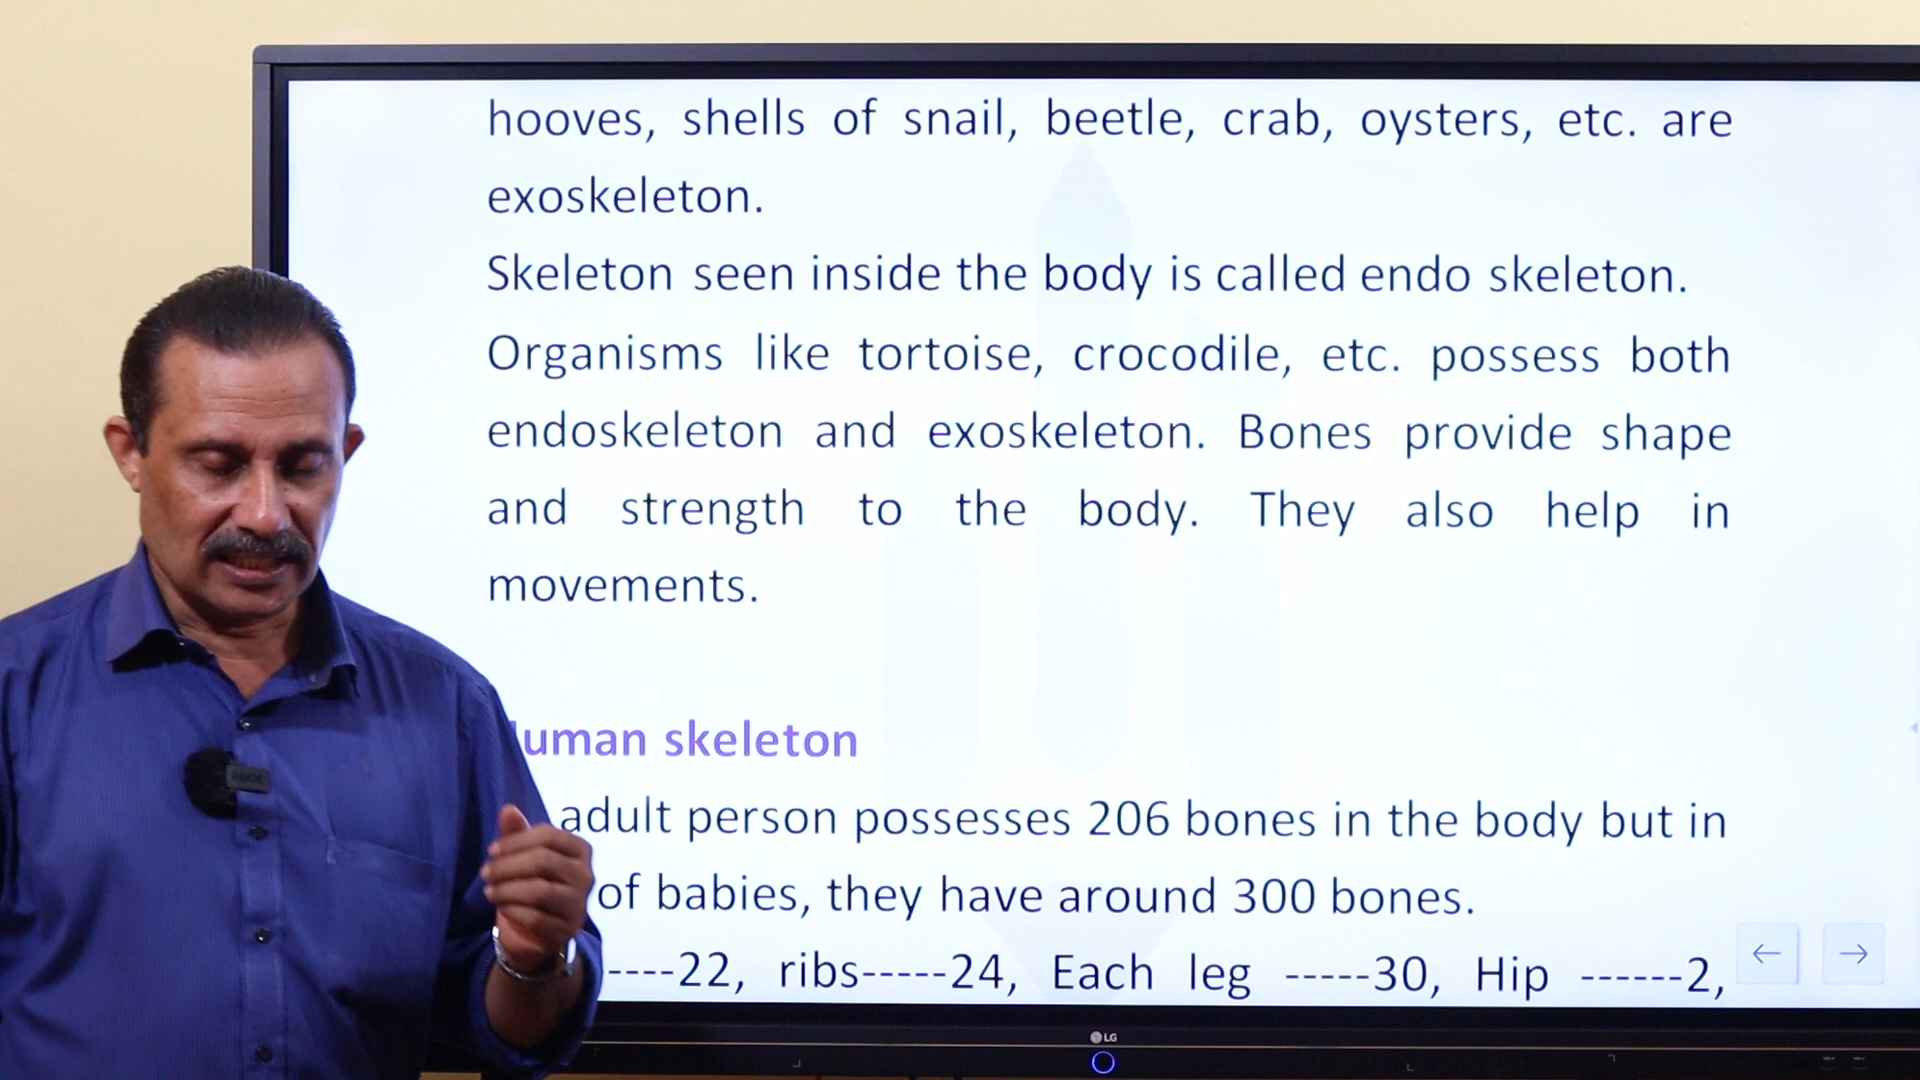 hooves, shells of snail, beetle, crab, oysters, etc. are
exoskeleton.
Skeleton seen inside the body is called endo skeleton.
Organisms like tortoise, crocodile, etc. possess both
endoskeleton and exoskeleton. Bones provide shape
and strength to the body. They also help in
movements.
uman skeleton
adult person possesses 206 bones in the body but in
of babies, they have around 300 bones.
----22, ribs-----24, Each leg -----30, Hip ------2,
LG
RODE